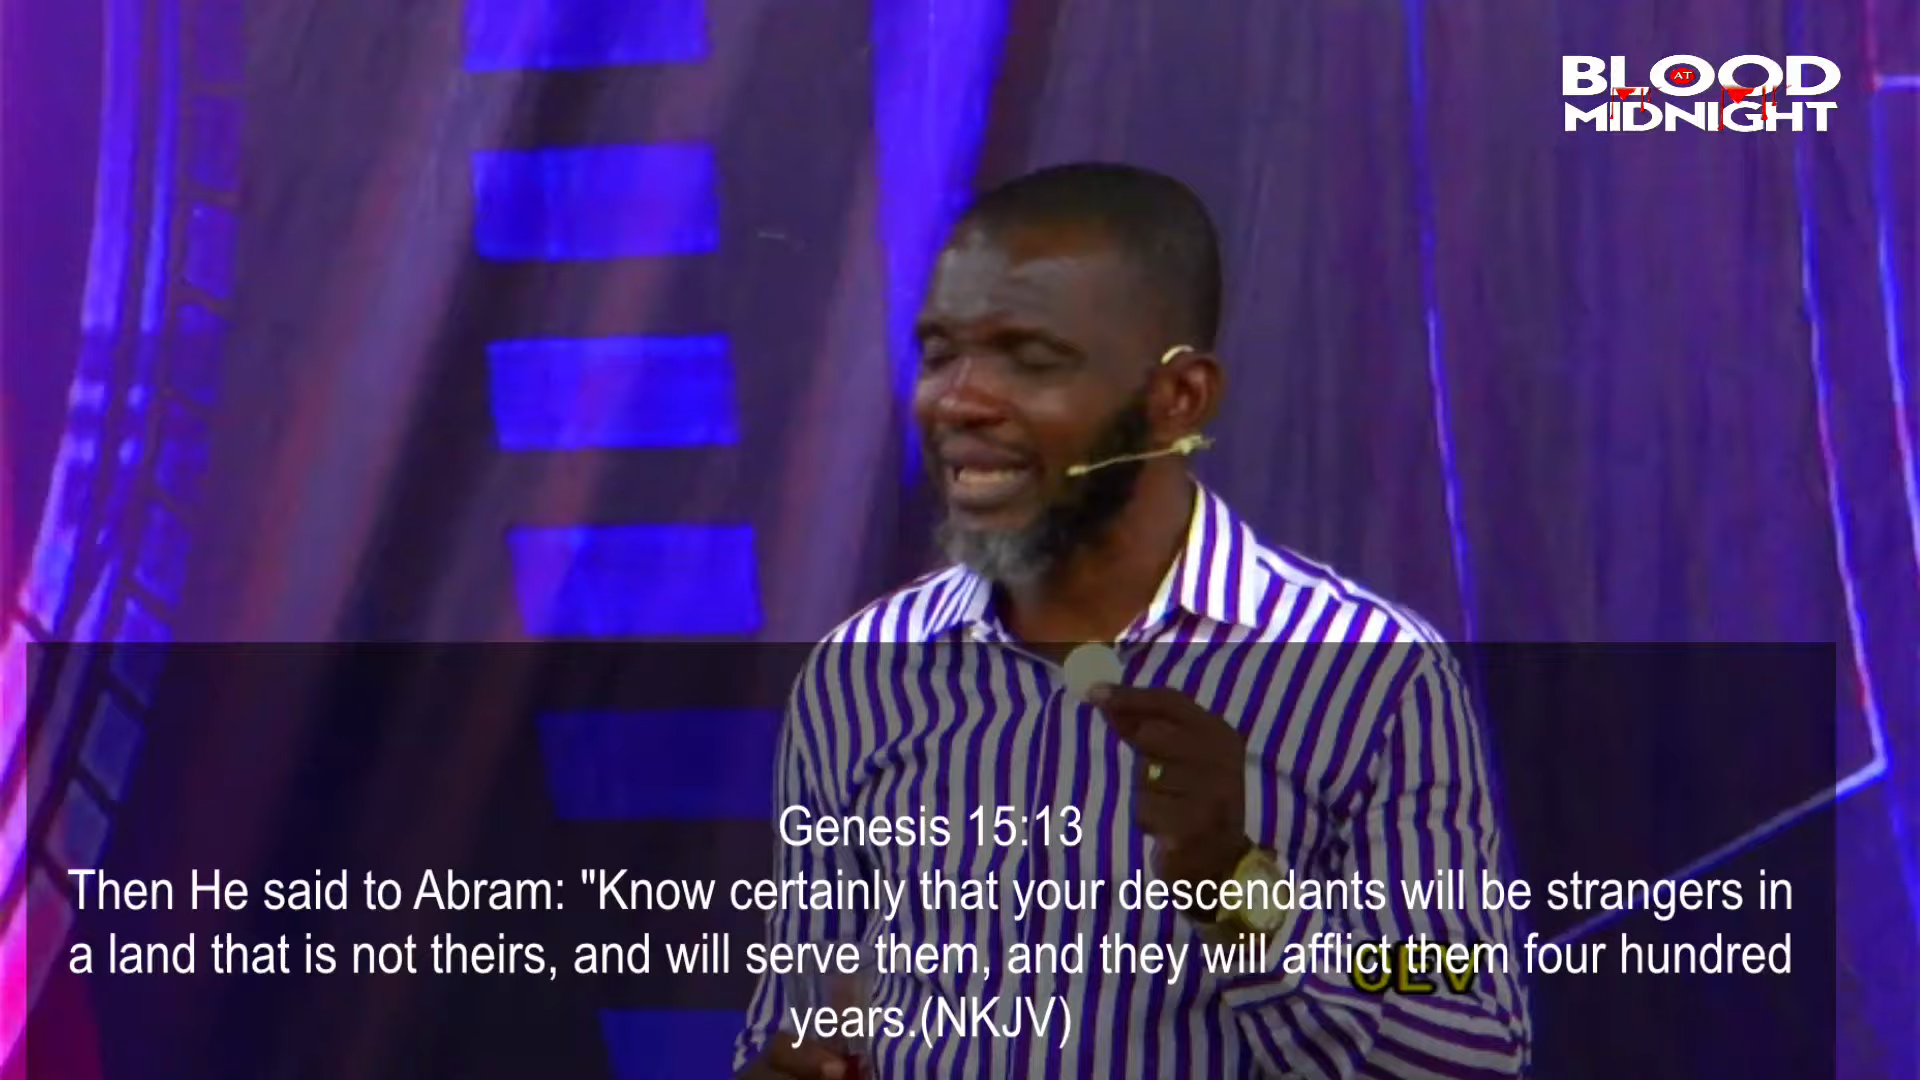 BLOOD
AT
MIDNIGHT
Genesis 15:13
Then He said to Abram: "Know certainly that your descendants will be strangers in
a land that is not theirs, and will serve them, and they will afflict them four hundred
years.(NKJV)